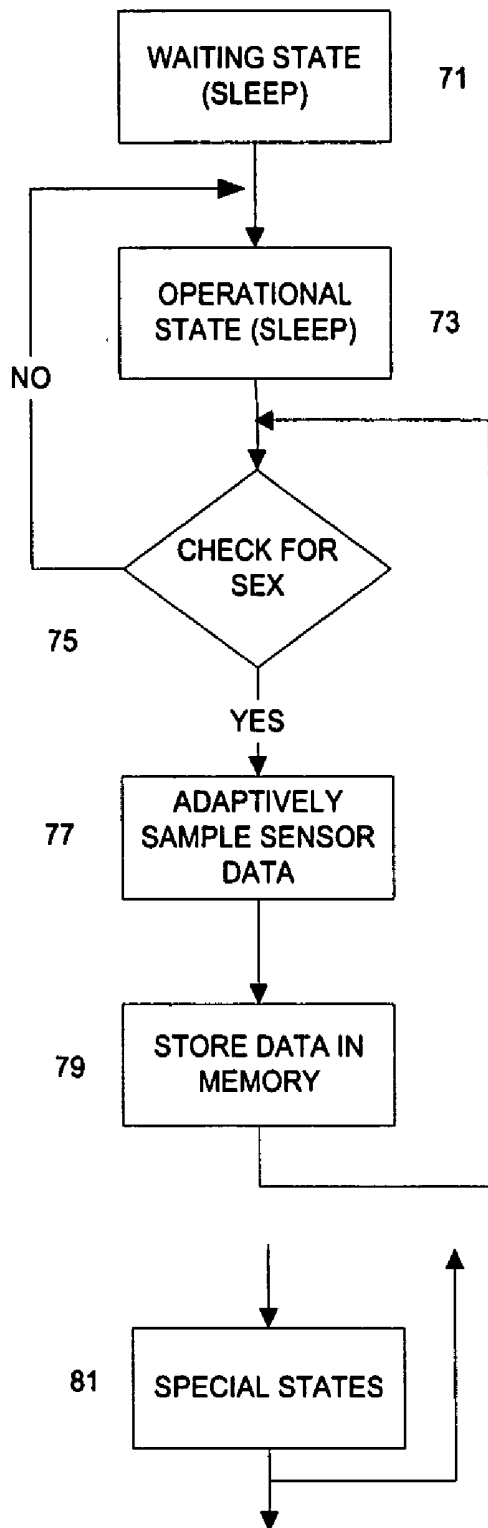 WAITING STATE
(SLEEP)
71
OPERATIONAL
STATE (SLEEP)
73
NO
CHECK FOR
SEX
75
YES
ADAPTIVELY
SAMPLE SENSOR
DATA
77
STORE DATA IN
MEMORY
79
SPECIAL STATES
81